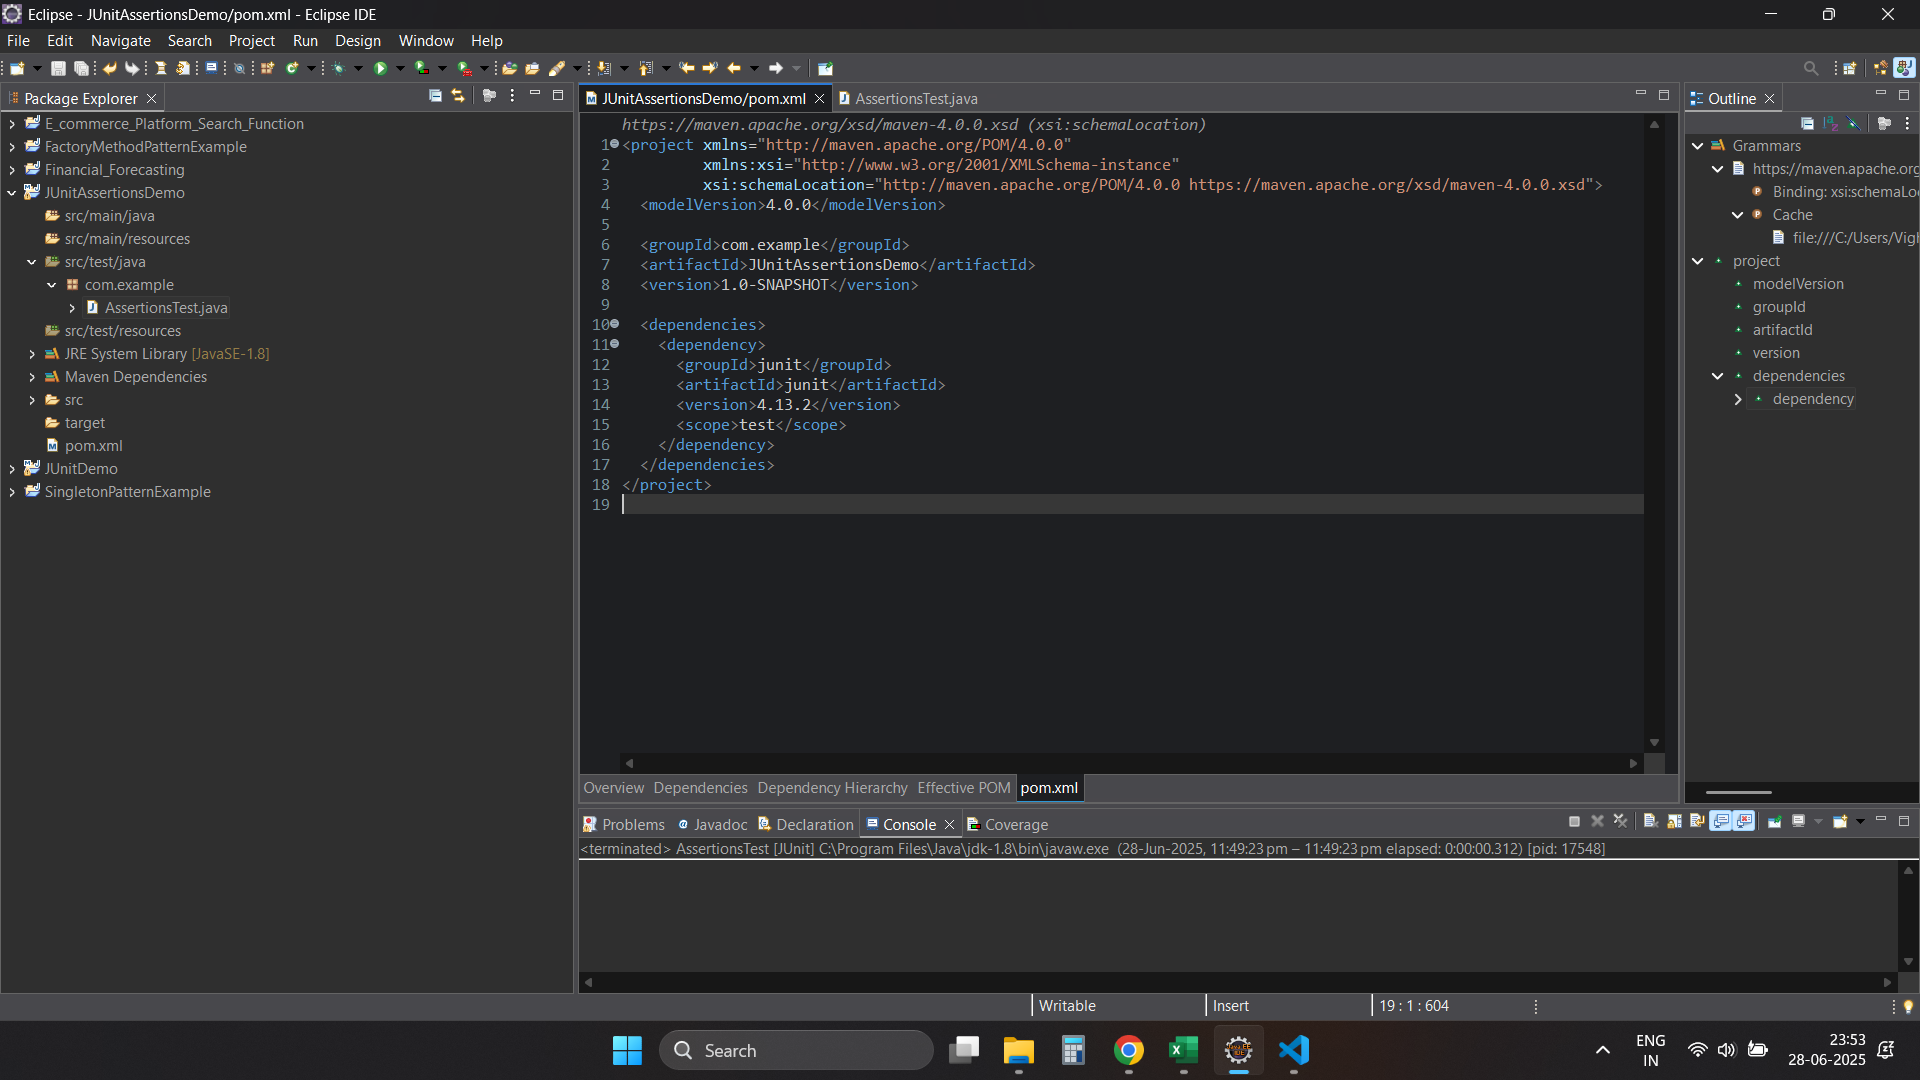 Eclipse - JUnitAssertionsDemo/pom.xml - Eclipse IDE
File Edit Navigate Search Project Run Design Window Help
Package Explorer
E_commerce_Platform_Search_Function
FactoryMethodPatternExample
Financial_Forecasting
JUnitAssertionsDemo
src/main/java
src/main/resources
src/test/java
com.example
AssertionsTest.java
src/test/resources
JRE System Library [JavaSE-1.8]
Maven Dependencies
src
target
pom.xml
JUnitDemo
SingletonPatternExample
JUnitAssertionsDemo/pom.xml AssertionsTest.java
https://maven.apache.org/xsd/maven-4.0.0.xsd (xsi:schemaLocation)
1 <project xmlns="http://maven.apache.org/POM/4.0.0"
2 xmlns:xsi="http://www.w3.org/2001/XMLSchema-instance"
3 xsi:schemaLocation="http://maven.apache.org/POM/4.0.0 https://maven.apache.org/xsd/maven-4.0.0.xsd">
4 <modelVersion>4.0.0</modelVersion>
5
6 <groupId>com.example</groupId>
7 <artifactId>JUnitAssertionsDemo</artifactId>
8 <version>1.0-SNAPSHOT</version>
9
10 <dependencies>
11 <dependency>
12 <groupId>junit</groupId>
13 <artifactId>junit</artifactId>
14 <version>4.13.2</version>
15 <scope>test</scope>
16 </dependency>
17 </dependencies>
18 </project>
19
Overview Dependencies Dependency Hierarchy Effective POM pom.xml
Outline
Grammars
https://maven.apache.org
Binding: xsi:schemaLo
Cache
file:///C:/Users/Vigh
project
modelVersion
groupId
artifactId
version
dependencies
dependency
Problems Javadoc Declaration Console Coverage
<terminated> AssertionsTest [JUnit] C:\Program Files\Java\jdk-1.8\bin\javaw.exe (28-Jun-2025, 11:49:23 pm – 11:49:23 pm elapsed: 0:00:00.312) [pid: 17548]
Writable Insert 19 : 1 : 604
Search
ENG
IN
23:53
28-06-2025